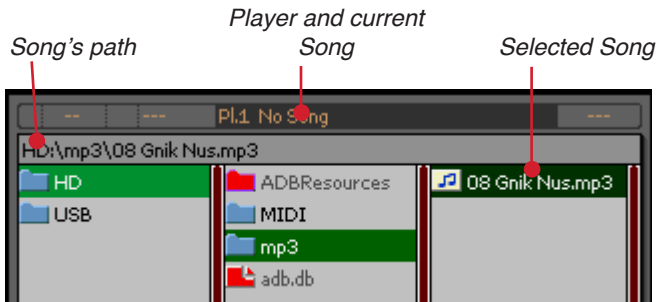 Player and current
Song's path Song Selected Song
-- --- Pl.1 No Song ---
HD:\mp3\08 Gnik Nus.mp3
HD ADBResources 08 Gnik Nus.mp3
USB MIDI
mp3
adb.db